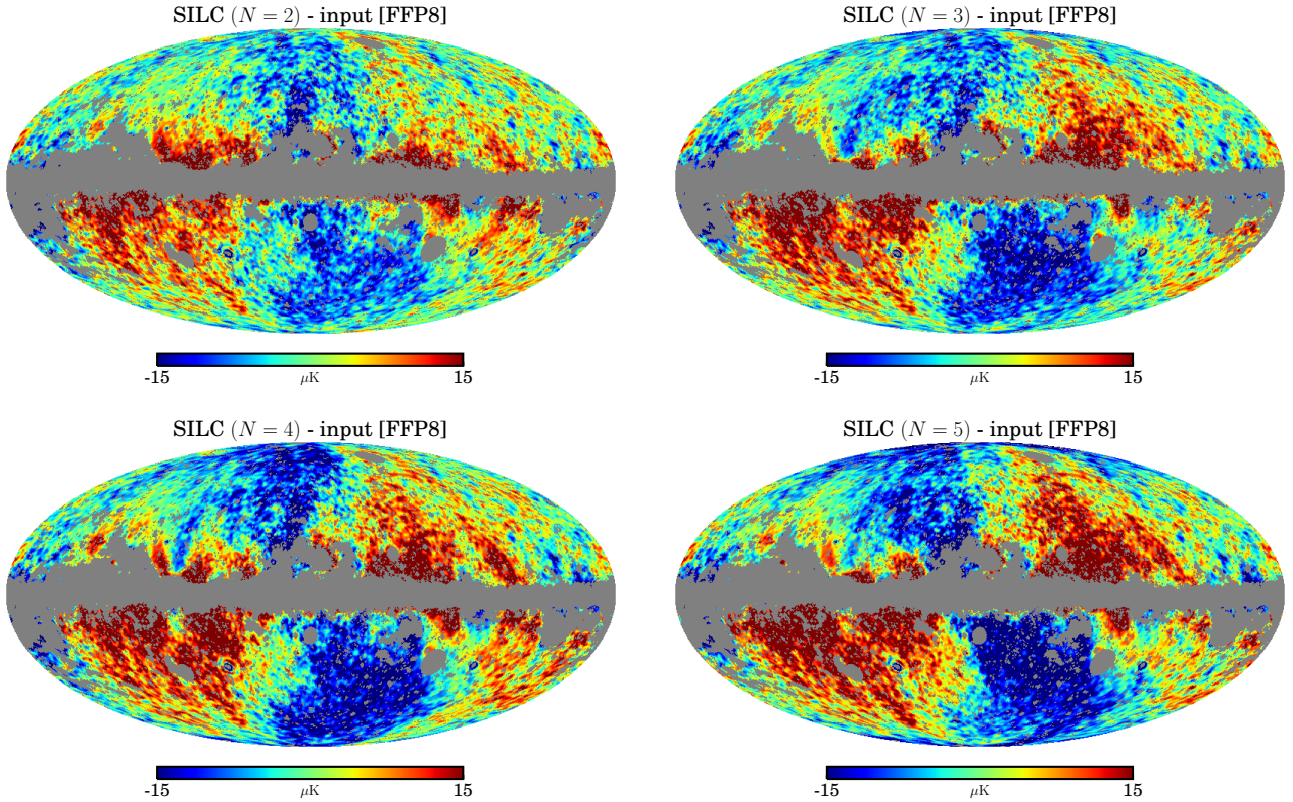 SILC (N = 2) - input [FFP8]
SILC (N = 3) - input [FFP8]
-15 μK 15
-15 μK 15
SILC (N = 4) - input [FFP8]
SILC (N = 5) - input [FFP8]
-15 μK 15
-15 μK 15